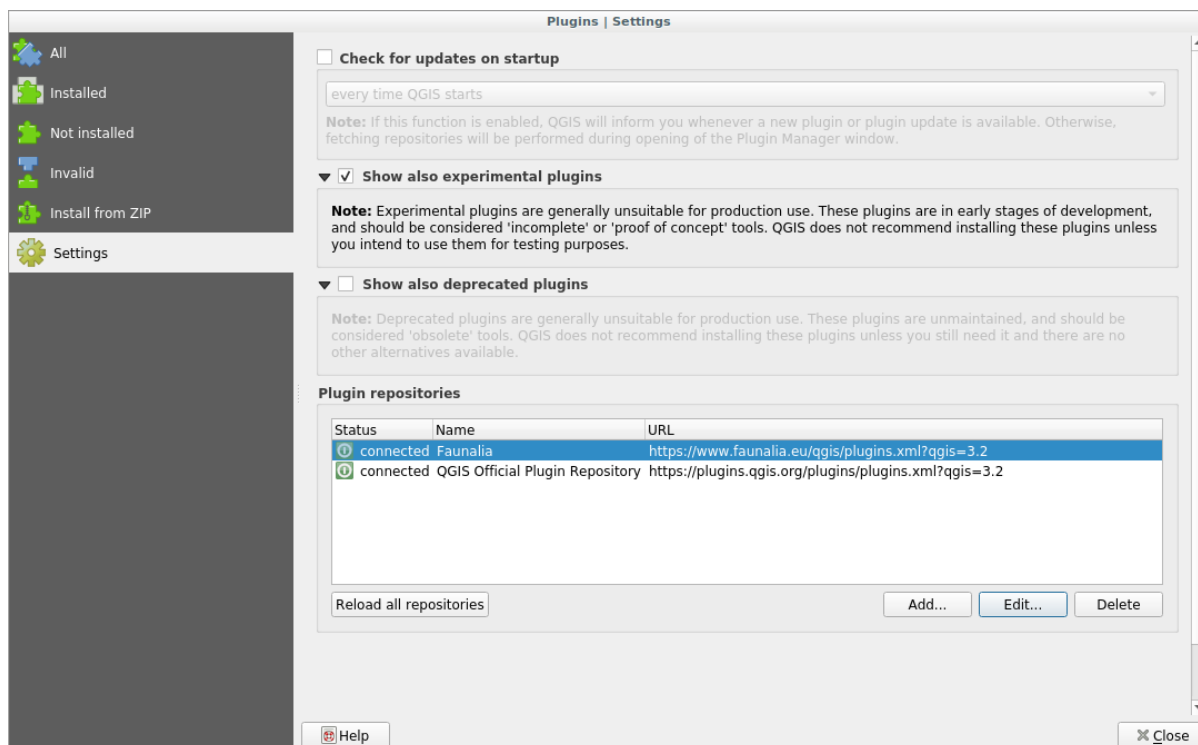 Plugins | Settings
All
Installed
Not installed
Invalid
Install from ZIP
Settings
Check for updates on startup
every time QGIS starts
Note: If this function is enabled, QGIS will inform you whenever a new plugin or plugin update is available. Otherwise,
fetching repositories will be performed during opening of the Plugin Manager window.
Show also experimental plugins
Note: Experimental plugins are generally unsuitable for production use. These plugins are in early stages of development,
and should be considered 'incomplete' or 'proof of concept' tools. QGIS does not recommend installing these plugins unless
you intend to use them for testing purposes.
Show also deprecated plugins
Note: Deprecated plugins are generally unsuitable for production use. These plugins are unmaintained, and should be
considered 'obsolete' tools. QGIS does not recommend installing these plugins unless you still need it and there are no
other alternatives available.
Plugin repositories
Status Name URL
connected Faunalia https://www.faunalia.eu/qgis/plugins.xml?qgis=3.2
connected QGIS Official Plugin Repository https://plugins.qgis.org/plugins/plugins.xml?qgis=3.2
Reload all repositories Add... Edit... Delete
Help Close